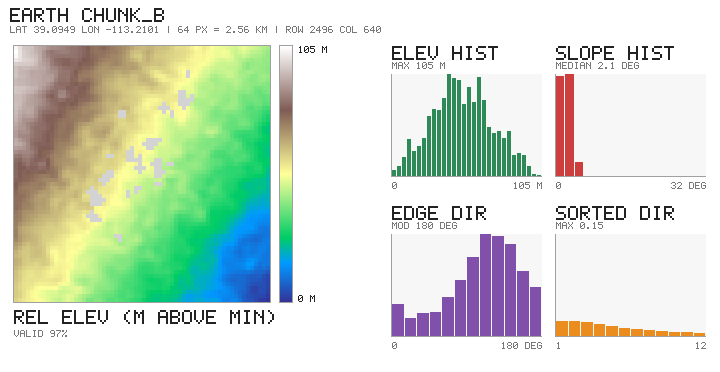 EARTH CHUNK_B
LAT 39.0949 LON -113.2101 | 64 PX = 2.56 KM | ROW 2496 COL 640
105 M
0 M
REL ELEV (M ABOVE MIN)
VALID 97%
ELEV HIST
MAX 105 M
0 105 M
SLOPE HIST
MEDIAN 2.1 DEG
0 32 DEG
EDGE DIR
MOD 180 DEG
0 180 DEG
SORTED DIR
MAX 0.15
1 12